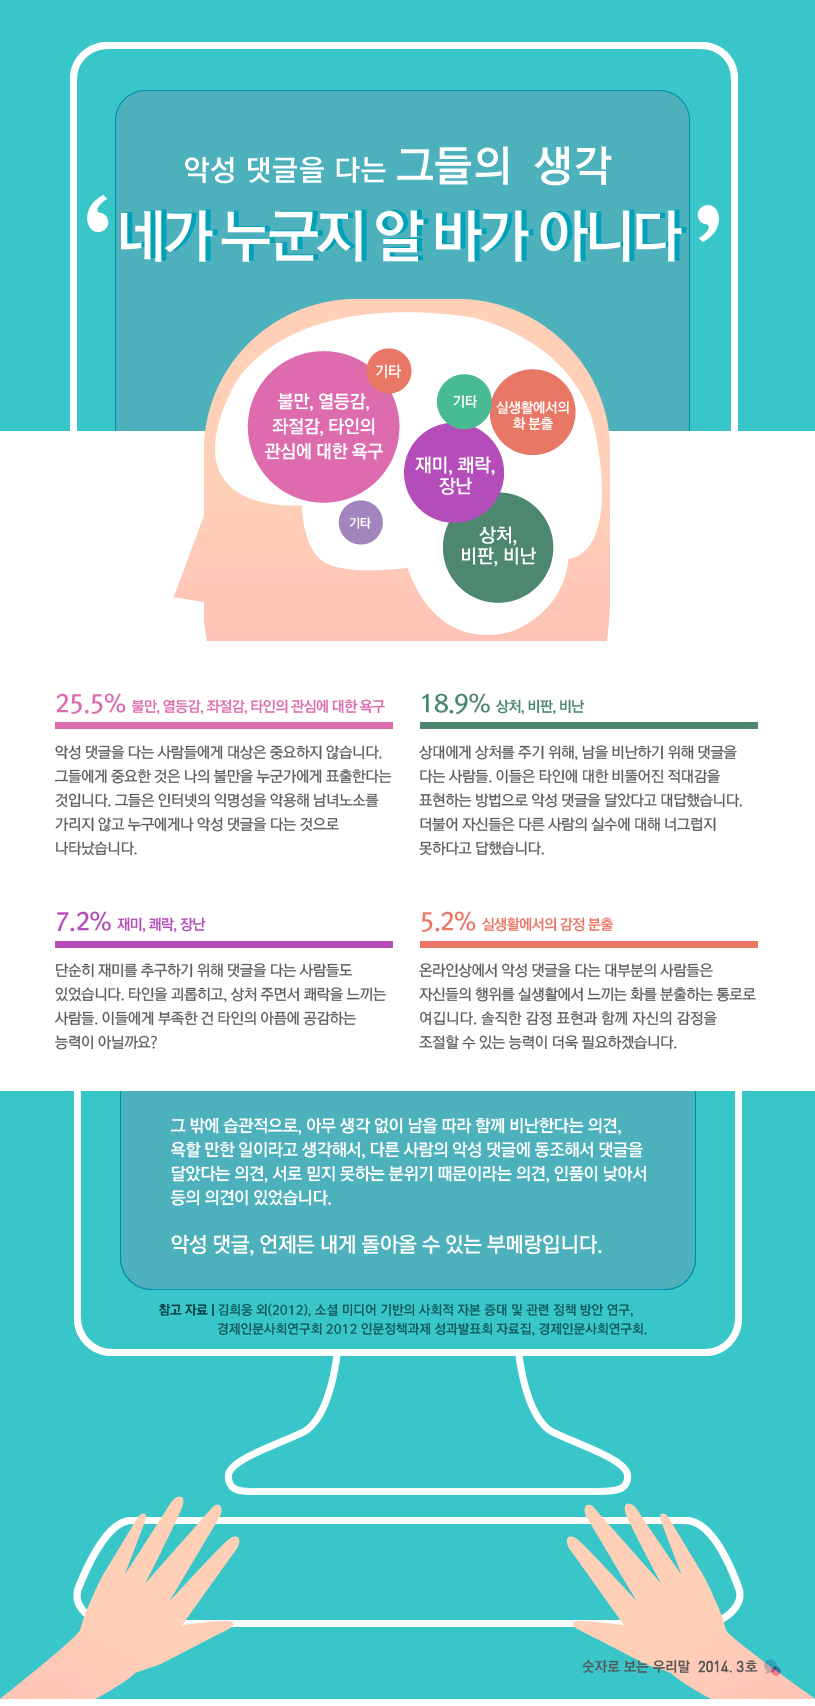 악성 댓글을 다는 그들의 생각
‘네가 누군지 알 바가 아니다’
기타
불만, 열등감,
좌절감, 타인의
관심에 대한 욕구
기타
실생활에서의
화 분출
재미, 쾌락,
장난
기타
상처,
비판, 비난
25.5% 불만, 열등감, 좌절감, 타인의 관심에 대한 욕구
악성 댓글을 다는 사람들에게 대상은 중요하지 않습니다.
그들에게 중요한 것은 나의 불만을 누군가에게 표출한다는
것입니다. 그들은 인터넷의 익명성을 악용해 남녀노소를
가리지 않고 누구에게나 악성 댓글을 다는 것으로
나타났습니다.
18.9% 상처, 비판, 비난
상대에게 상처를 주기 위해, 남을 비난하기 위해 댓글을
다는 사람들. 이들은 타인에 대한 비뚤어진 적대감을
표현하는 방법으로 악성 댓글을 달았다고 대답했습니다.
더불어 자신들은 다른 사람의 실수에 대해 너그럽지
못하다고 답했습니다.
7.2% 재미, 쾌락, 장난
단순히 재미를 추구하기 위해 댓글을 다는 사람들도
있었습니다. 타인을 괴롭히고, 상처 주면서 쾌락을 느끼는
사람들. 이들에게 부족한 건 타인의 아픔에 공감하는
능력이 아닐까요?
5.2% 실생활에서의 감정 분출
온라인상에서 악성 댓글을 다는 대부분의 사람들은
자신들의 행위를 실생활에서 느끼는 화를 분출하는 통로로
여깁니다. 솔직한 감정 표현과 함께 자신의 감정을
조절할 수 있는 능력이 더욱 필요하겠습니다.
그 밖에 습관적으로, 아무 생각 없이 남을 따라 함께 비난한다는 의견,
욕할 만한 일이라고 생각해서, 다른 사람의 악성 댓글에 동조해서 댓글을
달았다는 의견, 서로 믿지 못하는 분위기 때문이라는 의견, 인품이 낮아서
등의 의견이 있었습니다.
악성 댓글, 언제든 내게 돌아올 수 있는 부메랑입니다.
참고 자료 | 김희웅 외(2012), 소셜 미디어 기반의 사회적 자본 증대 및 관련 정책 방안 연구,
경제인문사회연구회 2012 인문정책과제 성과발표회 자료집, 경제인문사회연구회.
숫자로 보는 우리말 2014. 3호